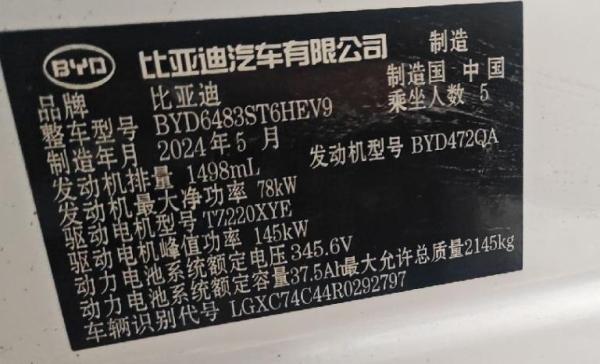 BYD 比亚迪汽车有限公司 制造
品牌 比亚迪 制造国 中国
整车型号 BYD6483ST6HEV9 乘坐人数 5
制造年月 2024年5月
发动机排量 1498mL 发动机型号 BYD472QA
发动机最大净功率 78kW
驱动电机型号 TZ220XYE
驱动电机峰值功率 145kW
动力电池系统额定电压 345.6V
动力电池系统额定容量37.5Ah最大允许总质量2145kg
车辆识别代号 LGXC74C44R0292797